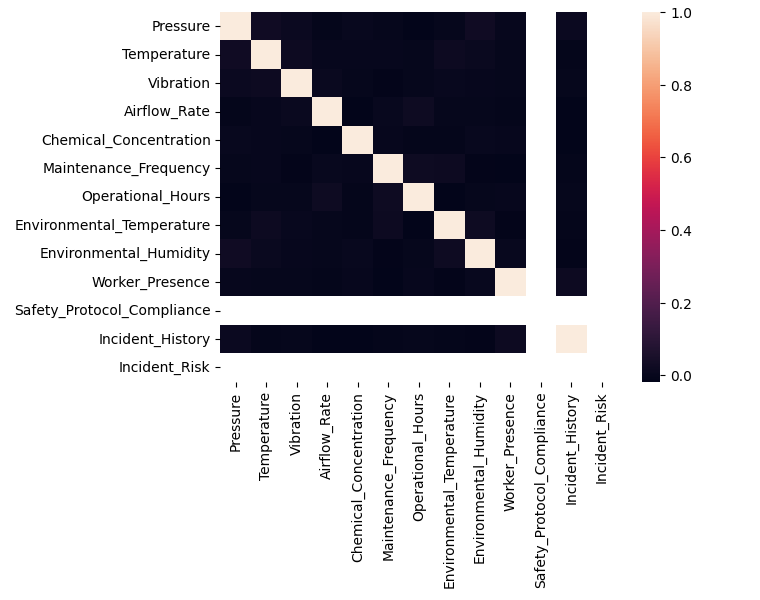 Pressure
Temperature
Vibration
Airflow_Rate
Chemical_Concentration
Maintenance_Frequency
Operational_Hours
Environmental_Temperature
Environmental_Humidity
Worker_Presence
Safety_Protocol_Compliance
Incident_History
Incident_Risk
Pressure
Temperature
Vibration
Airflow_Rate
Chemical_Concentration
Maintenance_Frequency
Operational_Hours
Environmental_Temperature
Environmental_Humidity
Worker_Presence
Safety_Protocol_Compliance
Incident_History
Incident_Risk
1.0
0.8
0.6
0.4
0.2
0.0